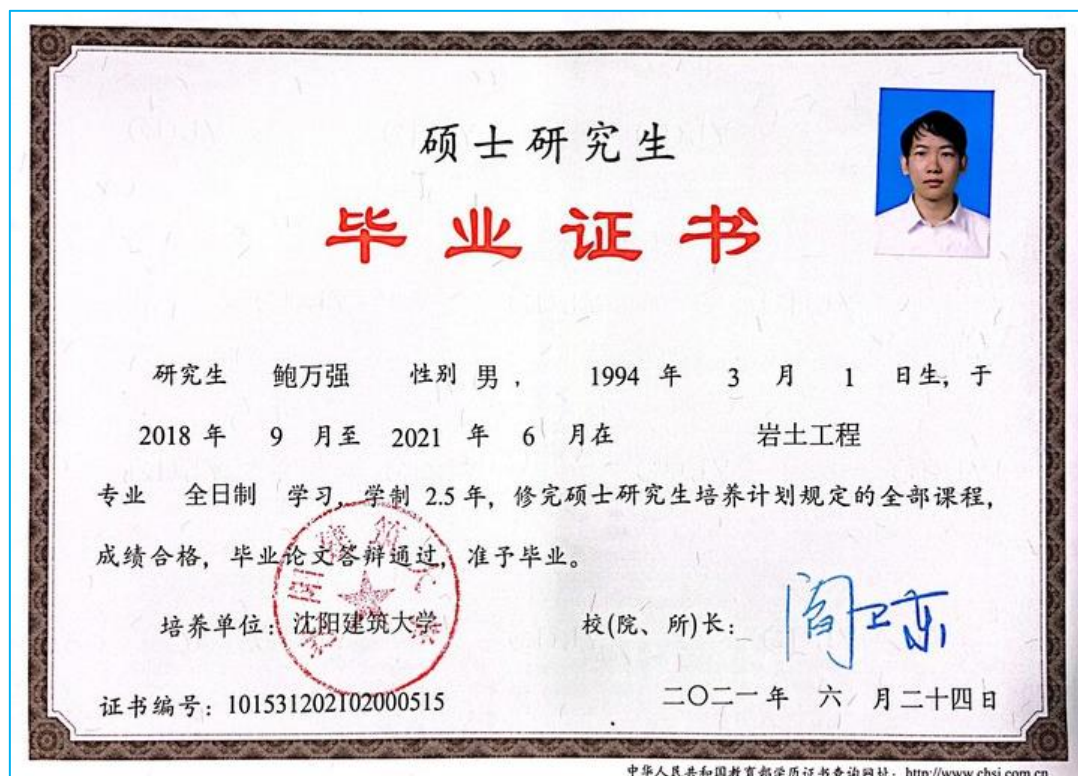 硕士研究生
毕业证书
研究生 鲍万强 性别 男 , 1994 年 3 月 1 日生, 于
2018 年 9 月至 2021 年 6 月在 岩土工程
专业 全日制 学习, 学制 2.5 年, 修完硕士研究生培养计划规定的全部课程,
成绩合格, 毕业论文答辩通过, 准予毕业。
培养单位: 沈阳建筑大学
校(院、所)长: 阎卫东
证书编号: 101531202102000515
二〇二一 年 六 月 二十四 日
中华人民共和国教育部学历证书查询网址: http://www.chsi.com.cn